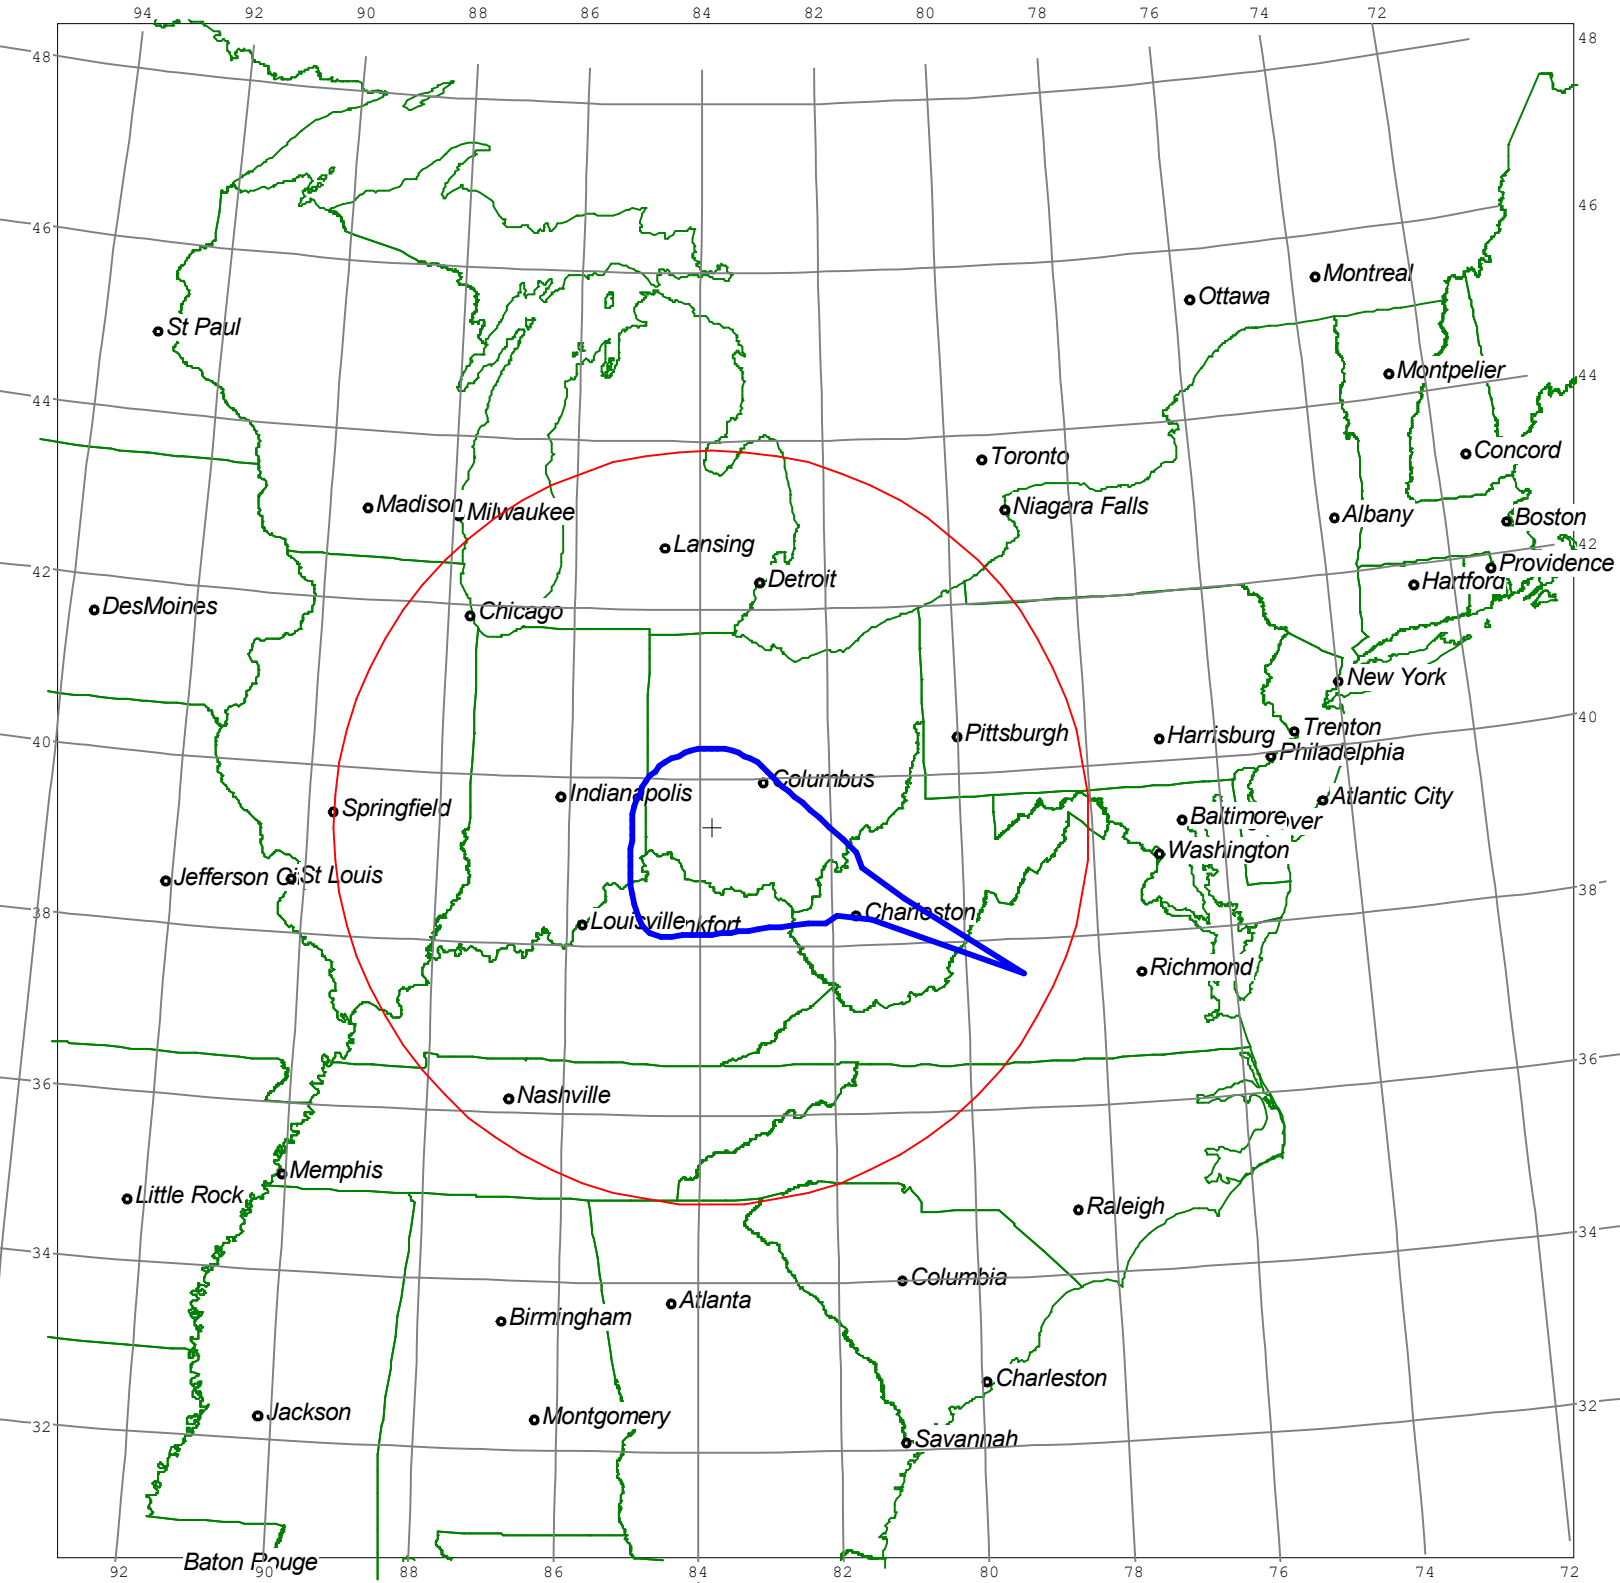 94 92 90 88 86 84 82 80 78 76 74 72
48 48
46 46
Montreal
Ottawa
St Paul
Montpelier
44 44
Concord
Toronto
Madison
Niagara Falls
Milwaukee
Albany
Boston
Lansing
42 42
Providence
Detroit
Hartford
DesMoines
Chicago
New York
40 40
Trenton
Pittsburgh
Harrisburg
Philadelphia
Columbus
Indianapolis
Atlantic City
Springfield
Baltimore ver
Washington
Jefferson Ci St Louis
38 38
Charleston
Louisville nkfort
Richmond
36 36
Nashville
Memphis
Little Rock
Raleigh
34 34
Columbia
Atlanta
Birmingham
Charleston
32 32
Jackson
Montgomery
Savannah
Baton Rouge
92 90 88 86 84 82 80 78 76 74 72